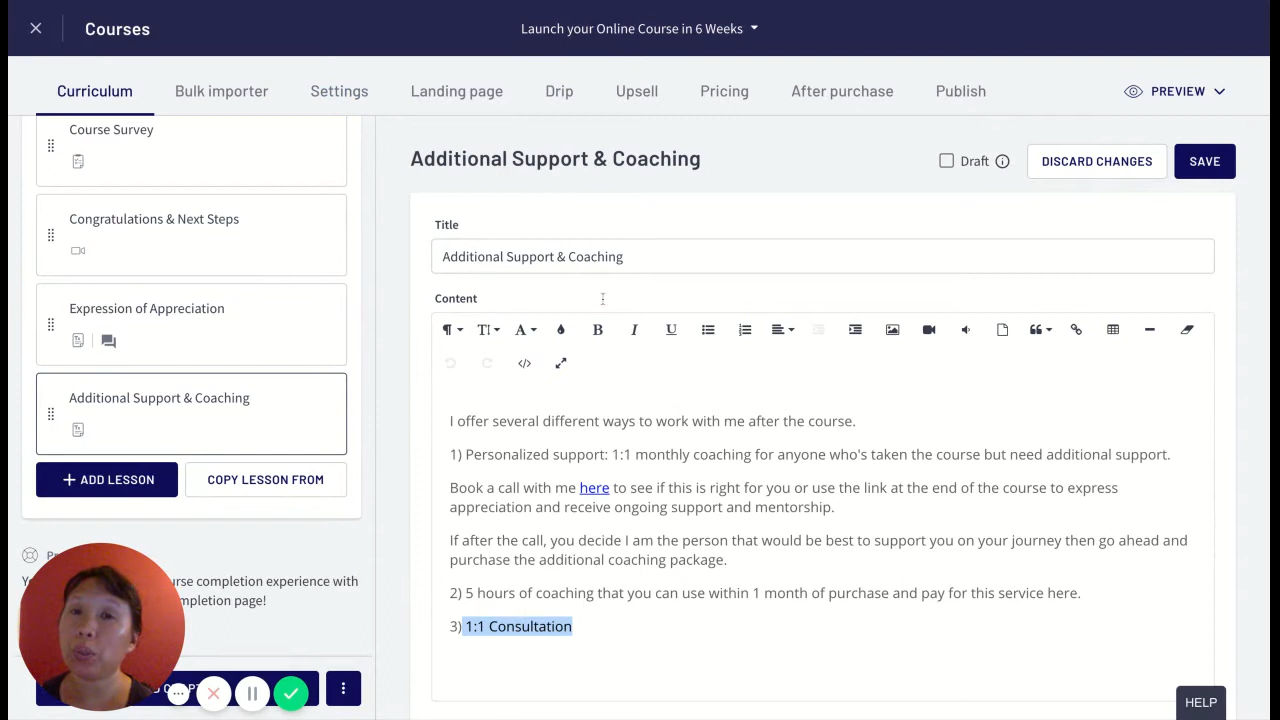 Courses
Launch your Online Course in 6 Weeks
Curriculum
Bulk importer
Settings
Landing page
Drip
Upsell
Pricing
After purchase
Publish
PREVIEW
Course Survey
Congratulations & Next Steps
Expression of Appreciation
Additional Support & Coaching
ADD LESSON
COPY LESSON FROM
course completion experience with
completion page!
Additional Support & Coaching
Draft
DISCARD CHANGES
SAVE
Title
Additional Support & Coaching
Content
I offer several different ways to work with me after the course.
1) Personalized support: 1:1 monthly coaching for anyone who's taken the course but need additional support.
Book a call with me here to see if this is right for you or use the link at the end of the course to express
appreciation and receive ongoing support and mentorship.
If after the call, you decide I am the person that would be best to support you on your journey then go ahead and
purchase the additional coaching package.
2) 5 hours of coaching that you can use within 1 month of purchase and pay for this service here.
3) 1:1 Consultation
HELP